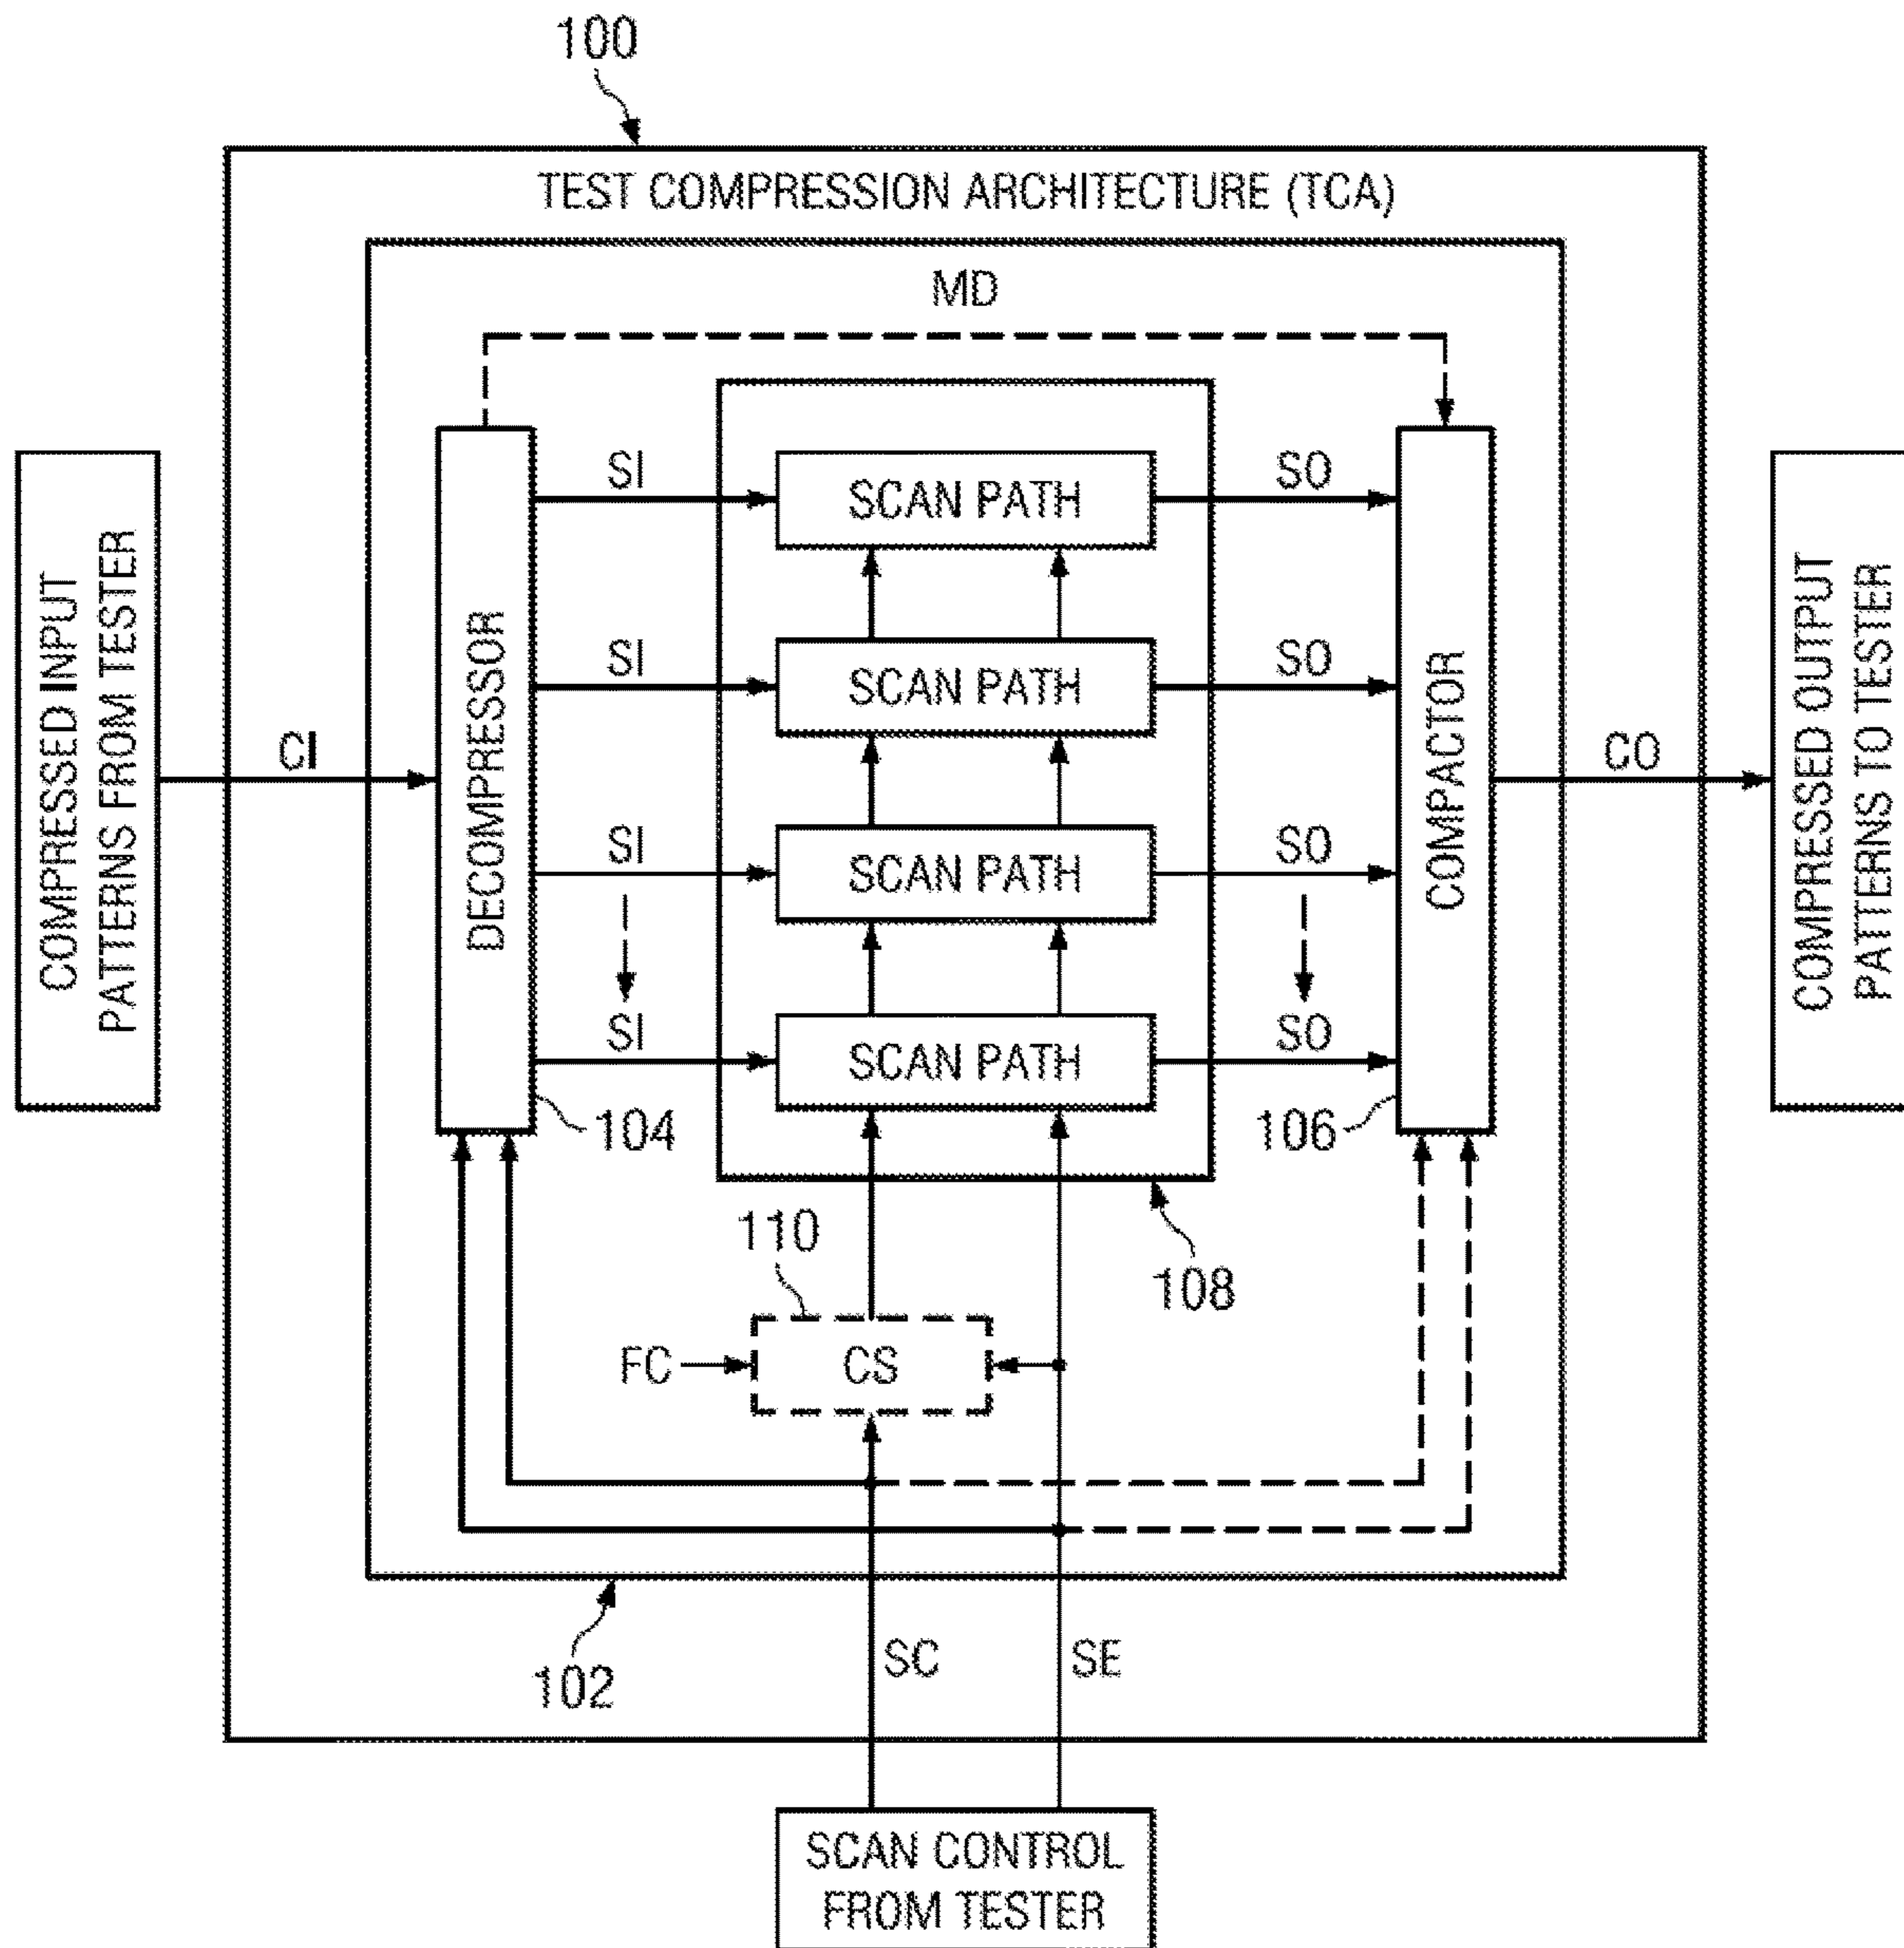 100
TEST COMPRESSION ARCHITECTURE (TCA)
MD
COMPRESSED INPUT
PATTERNS FROM TESTER
CI
DECOMPRESSOR
SI
SCAN PATH
SO
SI
SCAN PATH
SO
SI
SCAN PATH
SO
SI
SCAN PATH
SO
COMPACTOR
CO
COMPRESSED OUTPUT
PATTERNS TO TESTER
104
106
110
108
FC
CS
102
SC
SE
SCAN CONTROL
FROM TESTER